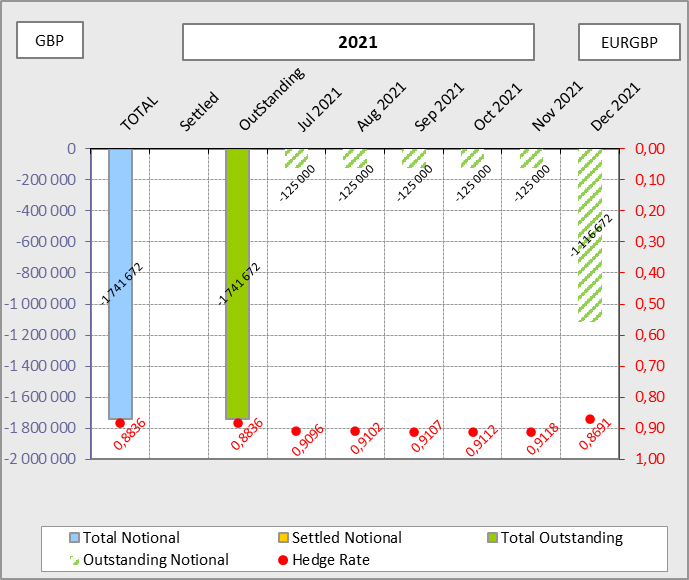 GBP
2021
EURGBP
TOTAL Settled OutStanding Jul 2021 Aug 2021 Sep 2021 Oct 2021 Nov 2021 Dec 2021
0 0,00
-200 000 0,10
-400 000 0,20
-600 000 0,30
-800 000 0,40
-1 000 000 0,50
-1 200 000 0,60
-1 400 000 0,70
-1 600 000 0,80
-1 800 000 0,90
-2 000 000 1,00
-1 741 672 -1 741 672 -125 000 -125 000 -125 000 -125 000 -125 000 -1 116 672
0,8836 0,8836 0,9096 0,9102 0,9107 0,9112 0,9118 0,8691
Total Notional Settled Notional Total Outstanding
Outstanding Notional Hedge Rate